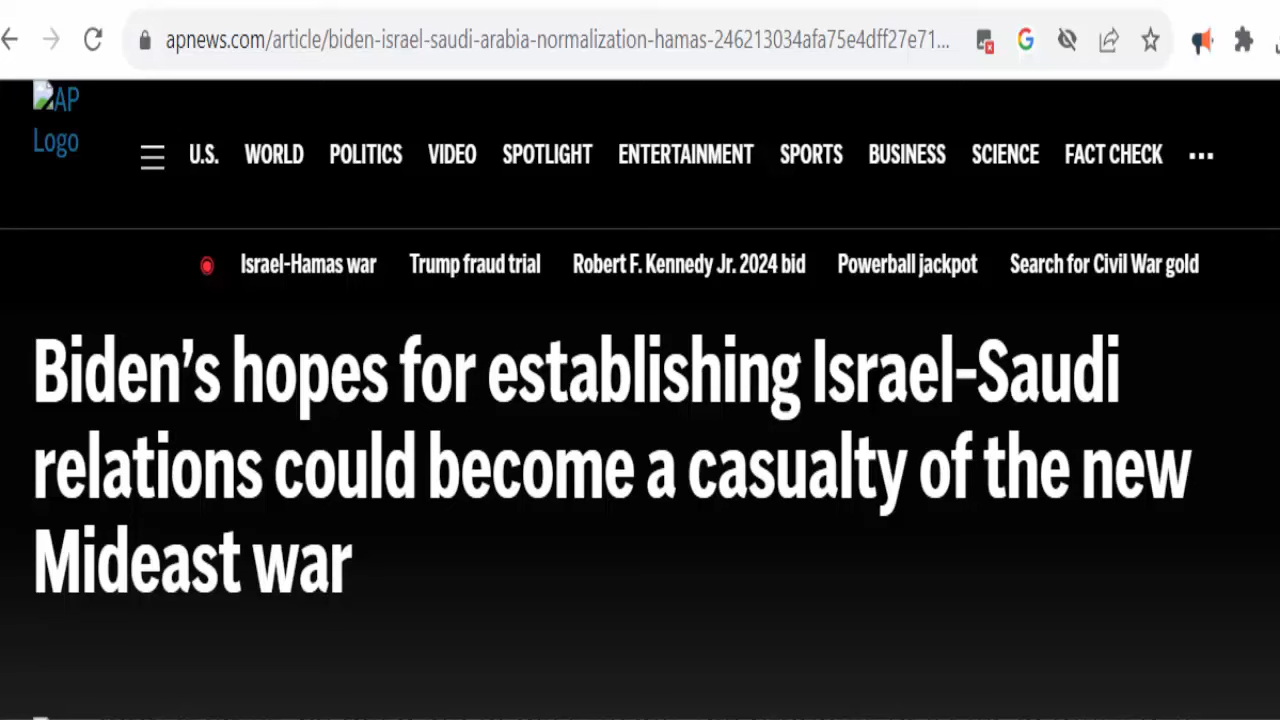 apnews.com/article/biden-israel-saudi-arabia-normalization-hamas-246213034afa75e4dff27e71...
AP
Logo
U.S. WORLD POLITICS VIDEO SPOTLIGHT ENTERTAINMENT SPORTS BUSINESS SCIENCE FACT CHECK ...
Israel-Hamas war Trump fraud trial Robert F. Kennedy Jr. 2024 bid Powerball jackpot Search for Civil War gold
Biden’s hopes for establishing Israel-Saudi
relations could become a casualty of the new
Mideast war